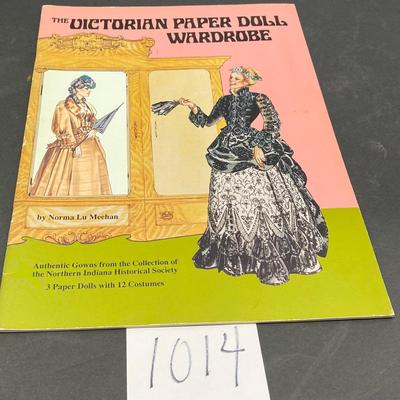 THE VICTORIAN PAPER DOLL
WARDROBE
by Norma Lu Meehan
Authentic Gowns from the Collection of
the Northern Indiana Historical Society
3 Paper Dolls with 12 Costumes
1014